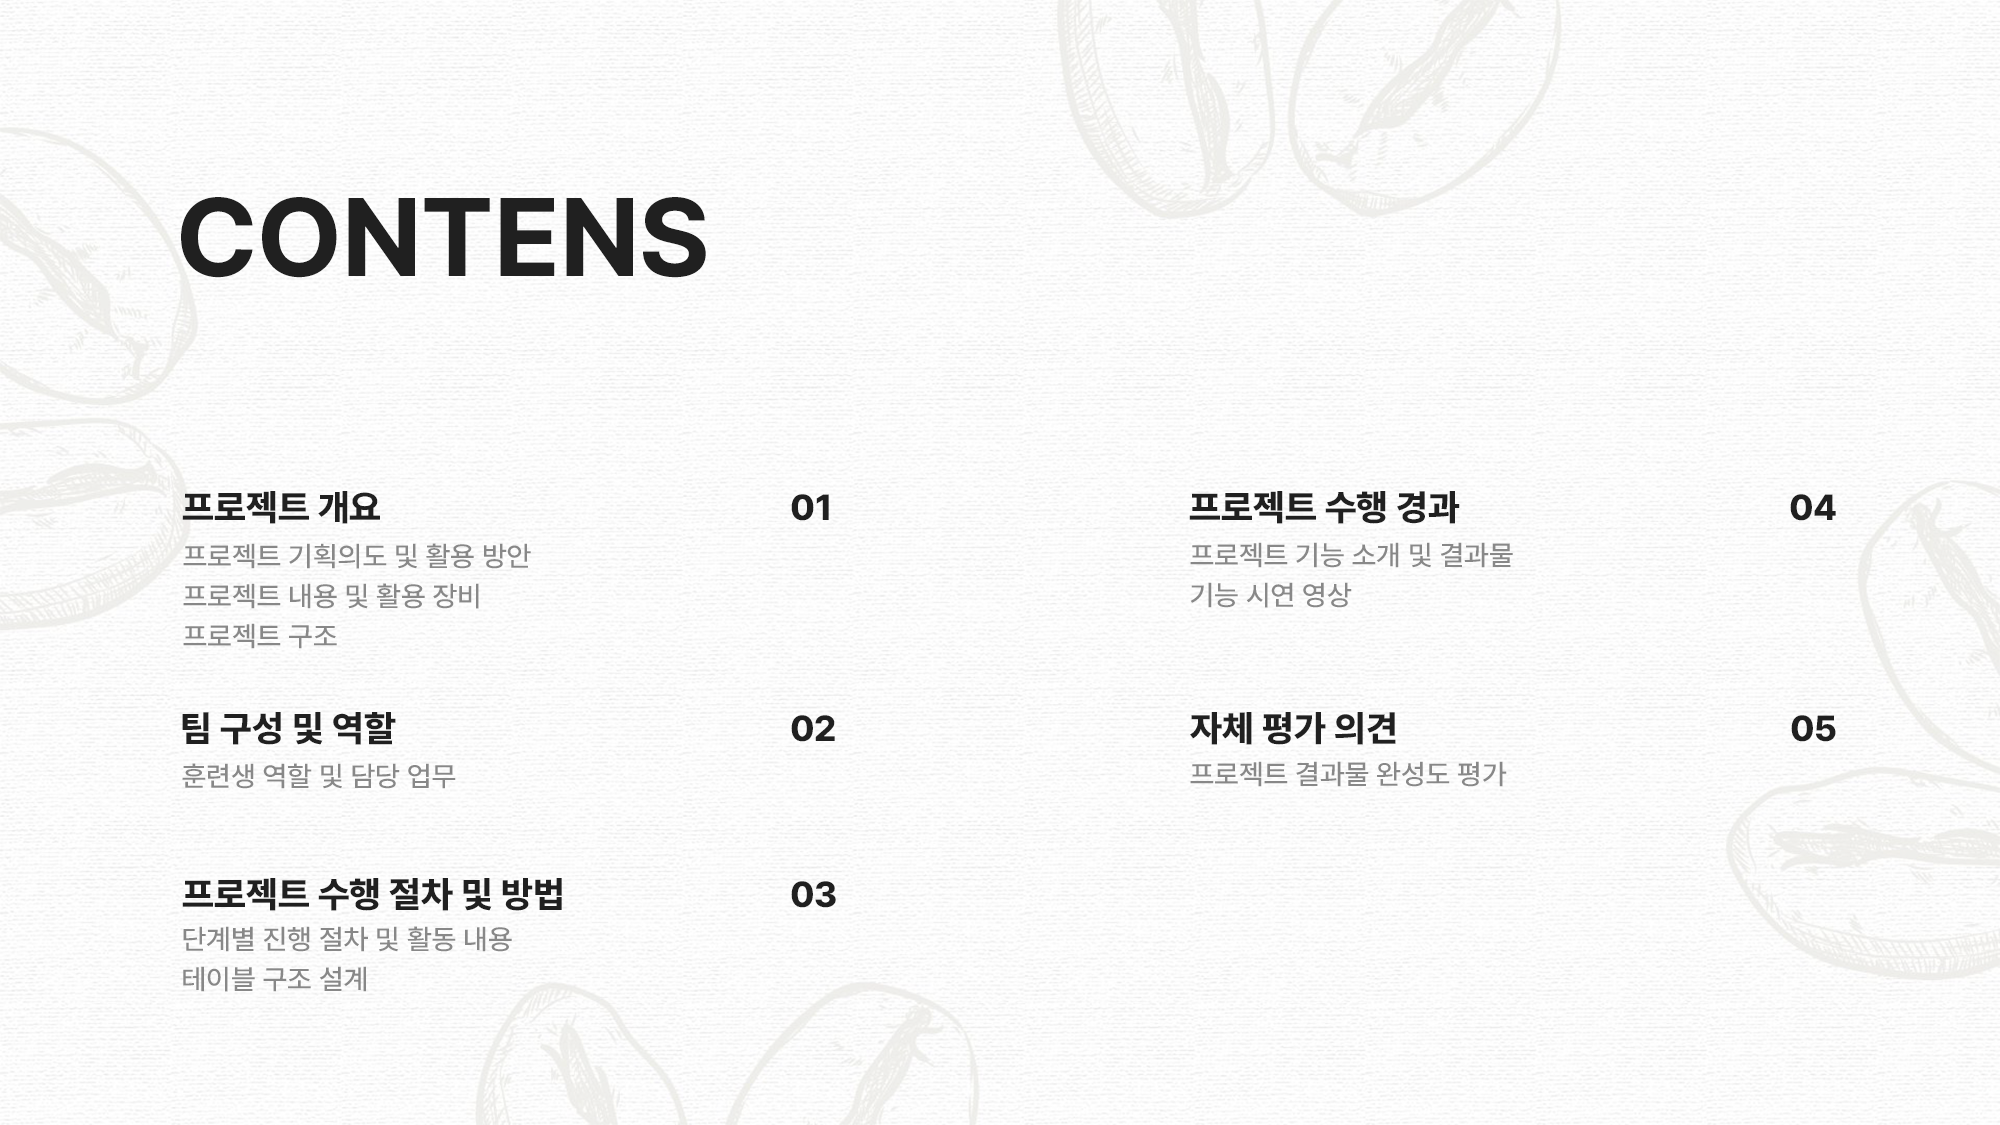 CONTENS
프로젝트 개요 01
프로젝트 기획의도 및 활용 방안
프로젝트 내용 및 활용 장비
프로젝트 구조
팀 구성 및 역할 02
훈련생 역할 및 담당 업무
프로젝트 수행 절차 및 방법 03
단계별 진행 절차 및 활동 내용
테이블 구조 설계
프로젝트 수행 경과 04
프로젝트 기능 소개 및 결과물
기능 시연 영상
자체 평가 의견 05
프로젝트 결과물 완성도 평가